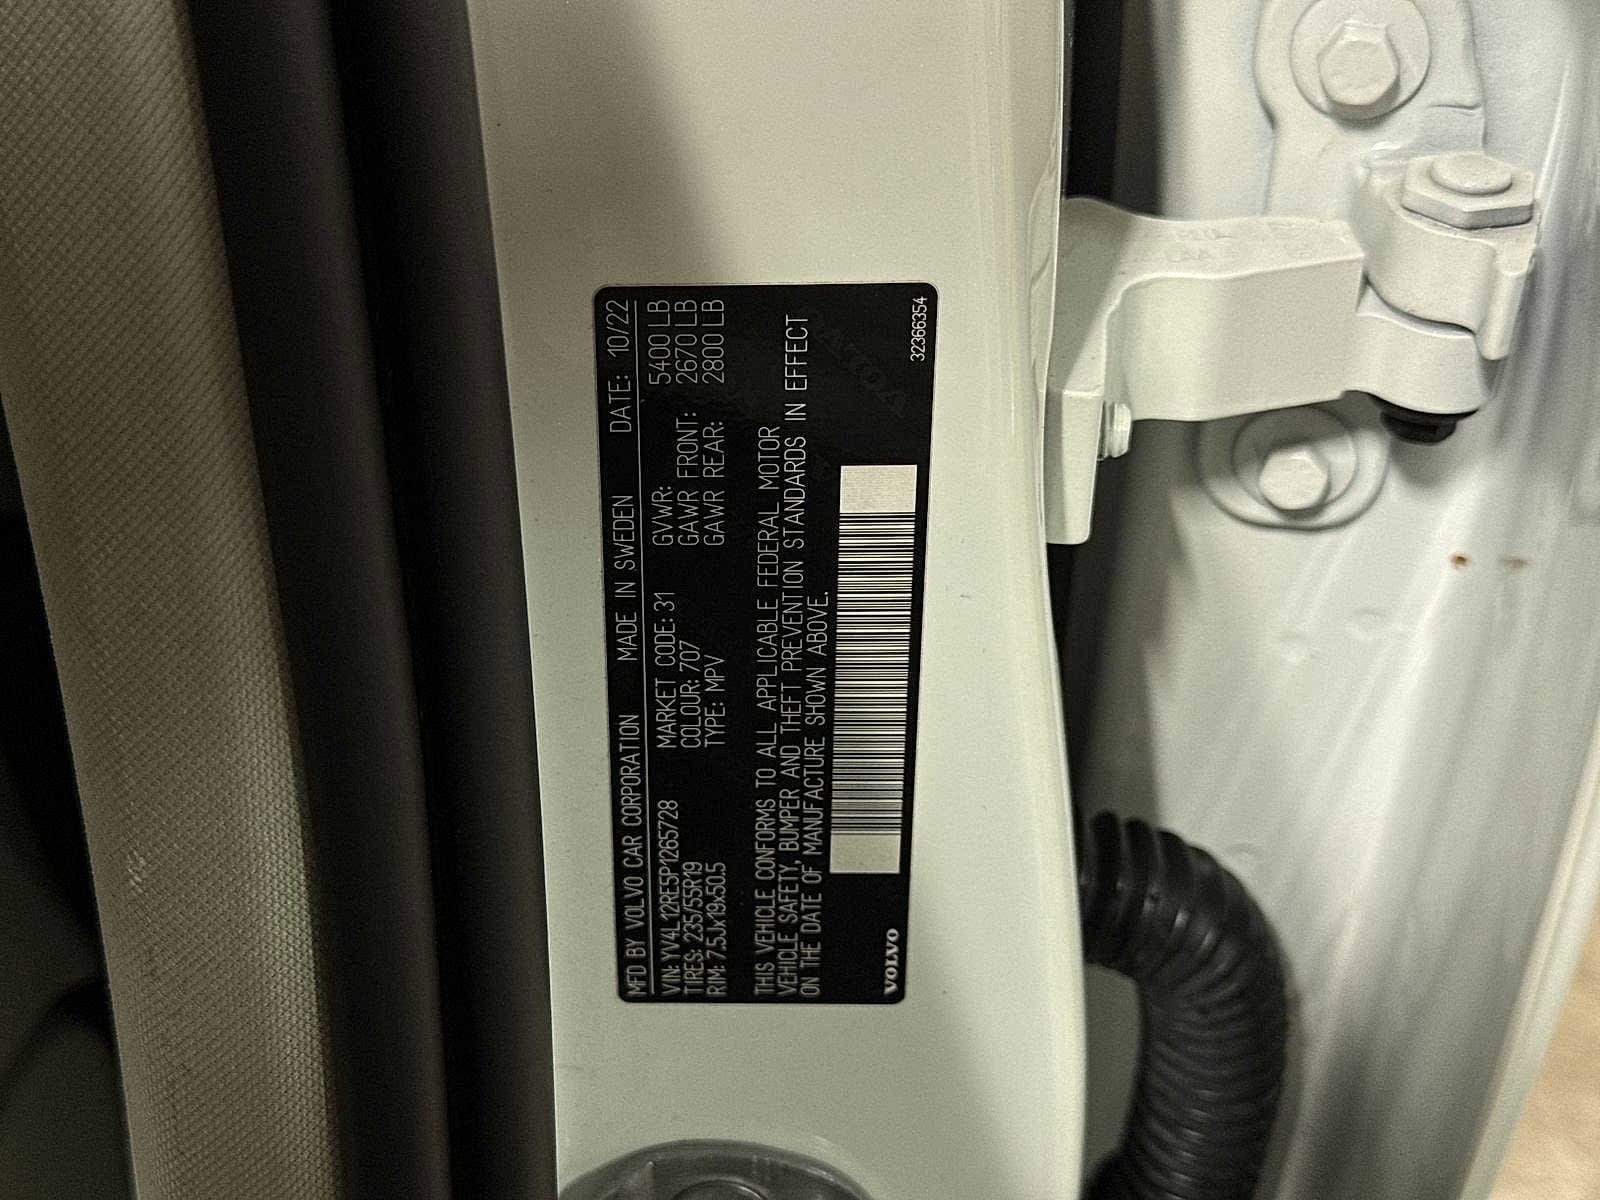 MFD BY VOLVO CAR CORPORATION MADE IN SWEDEN DATE: 10/22
VIN: YV4L12RE5P1265728 MARKET CODE: 31 GVWR: 5400 LB
TIRES: 235/55R19 COLOUR: 707 GAWR FRONT: 2670 LB
RIM: 7.5Jx19x50.5 TYPE: MPV GAWR REAR: 2800 LB
THIS VEHICLE CONFORMS TO ALL APPLICABLE FEDERAL MOTOR
VEHICLE SAFETY, BUMPER AND THEFT PREVENTION STANDARDS IN EFFECT
ON THE DATE OF MANUFACTURE SHOWN ABOVE.
VOLVO
32366354